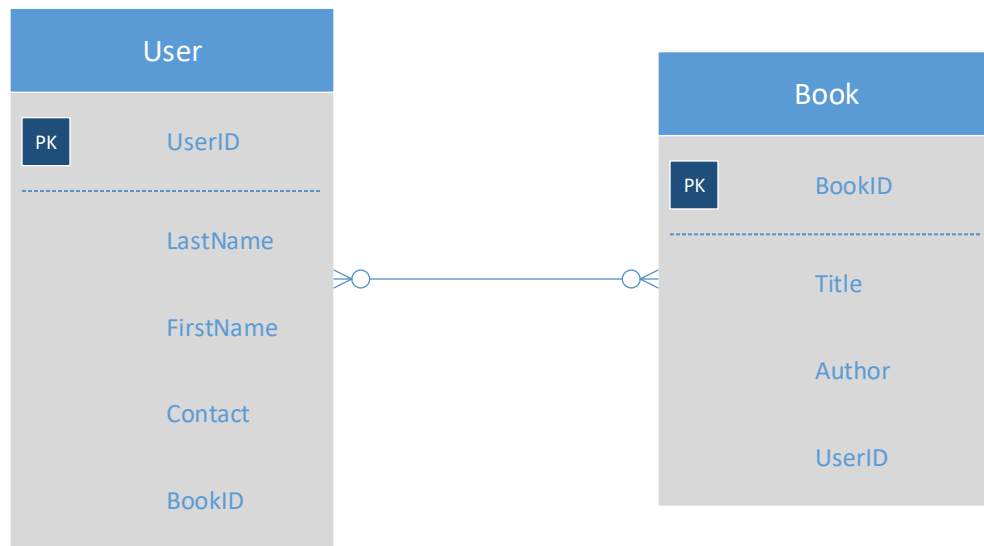 User
PK
UserID
LastName
FirstName
Contact
BookID
Book
PK
BookID
Title
Author
UserID